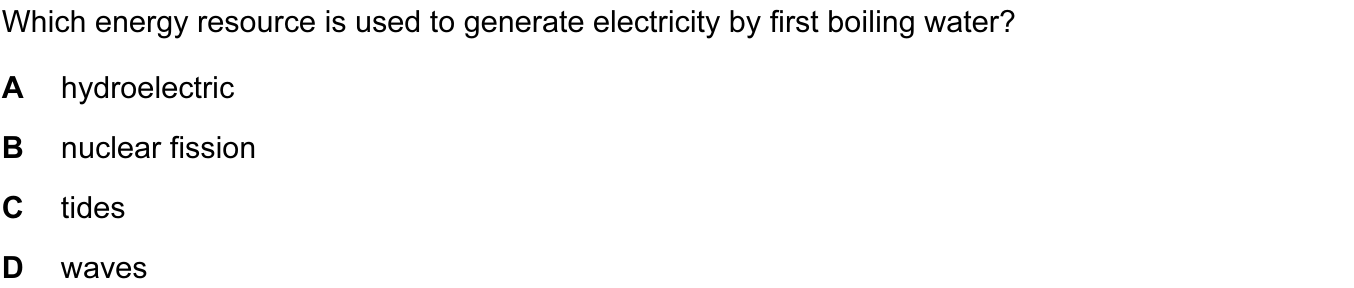 Which energy resource is used to generate electricity by first boiling water?
A hydroelectric
B nuclear fission
C tides
D waves